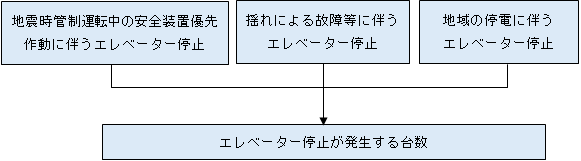 地震時管制運転中の安全装置優先
作動に伴うエレベーター停止
揺れによる故障等に伴う
エレベーター停止
地域の停電に伴う
エレベーター停止
エレベーター停止が発生する台数